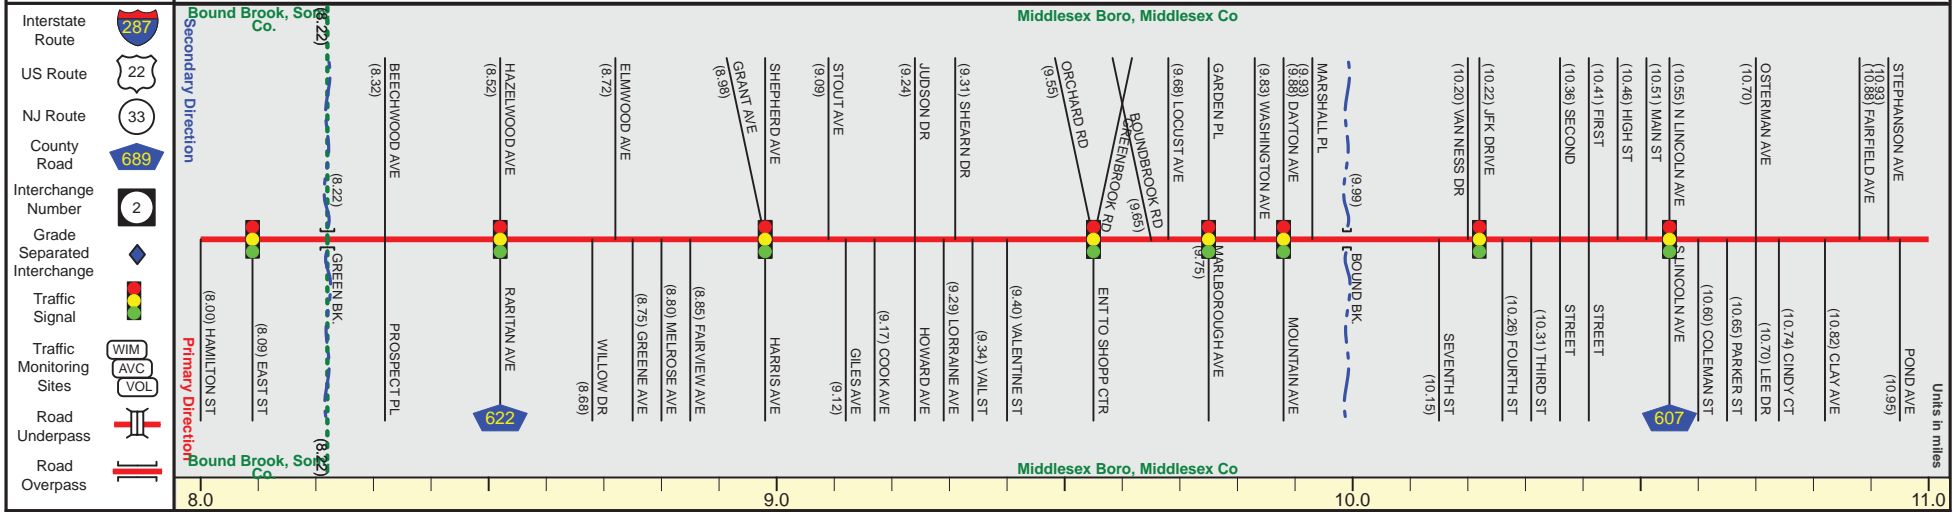 Interstate
Route
287
US Route
22
NJ Route
33
County
Road
689
Interchange
Number
2
Grade
Separated
Interchange
Traffic
Signal
Traffic
Monitoring
Sites
WIM
AVC
VOL
Road
Underpass
Road
Overpass
Secondary Direction
Primary Direction
Bound Brook, Som
Co.
(8.22)
Middlesex Boro, Middlesex Co
(8.22)
(8.32)
BEECHWOOD AVE
(8.52)
HAZELWOOD AVE
(8.72)
ELMWOOD AVE
(8.98)
GRANT AVE
SHEPHERD AVE
(9.09)
STOUT AVE
(9.24)
JUDSON DR
(9.31) SHEARN DR
(9.55)
ORCHARD RD
GREENBROOK RD
BOUNDBROOK RD
(9.65)
(9.68) LOCUST AVE
GARDEN PL
(9.83) WASHINGTON AVE
(9.88) DAYTON AVE
(9.93)
MARSHALL PL
(9.99)
(10.20) VAN NESS DR
(10.22) JFK DRIVE
(10.36) SECOND
(10.41) FIRST
(10.46) HIGH ST
(10.51) MAIN ST
(10.55) N LINCOLN AVE
(10.70)
OSTERMAN AVE
(10.88) FAIRFIELD AVE
(10.93)
STEPHANSON AVE
(8.00) HAMILTON ST
(8.09) EAST ST
] [
GREEN BK.
PROSPECT PL
RARITAN AVE
622
(8.68)
WILLOW DR
(8.75) GREENE AVE
(8.80) MELROSE AVE
(8.85) FAIRVIEW AVE
HARRIS AVE
(9.12)
GILES AVE
(9.17) COOK AVE
HOWARD AVE
(9.29) LORRAINE AVE
(9.34) VAIL ST
(9.40) VALENTINE ST
ENT TO SHOPP CTR
(9.75)
MARLBOROUGH AVE
MOUNTAIN AVE
] [
BOUND BK.
(10.15)
SEVENTH ST
(10.26) FOURTH ST
(10.31) THIRD ST
STREET
STREET
S LINCOLN AVE
607
(10.60) COLEMAN ST
(10.65) PARKER ST
(10.70) LEE DR
(10.74) CINDY CT
(10.82) CLAY AVE
(10.95)
POND AVE
Units in miles
Bound Brook, Som
Co.
(8.22)
Middlesex Boro, Middlesex Co
8.0
9.0
10.0
11.0